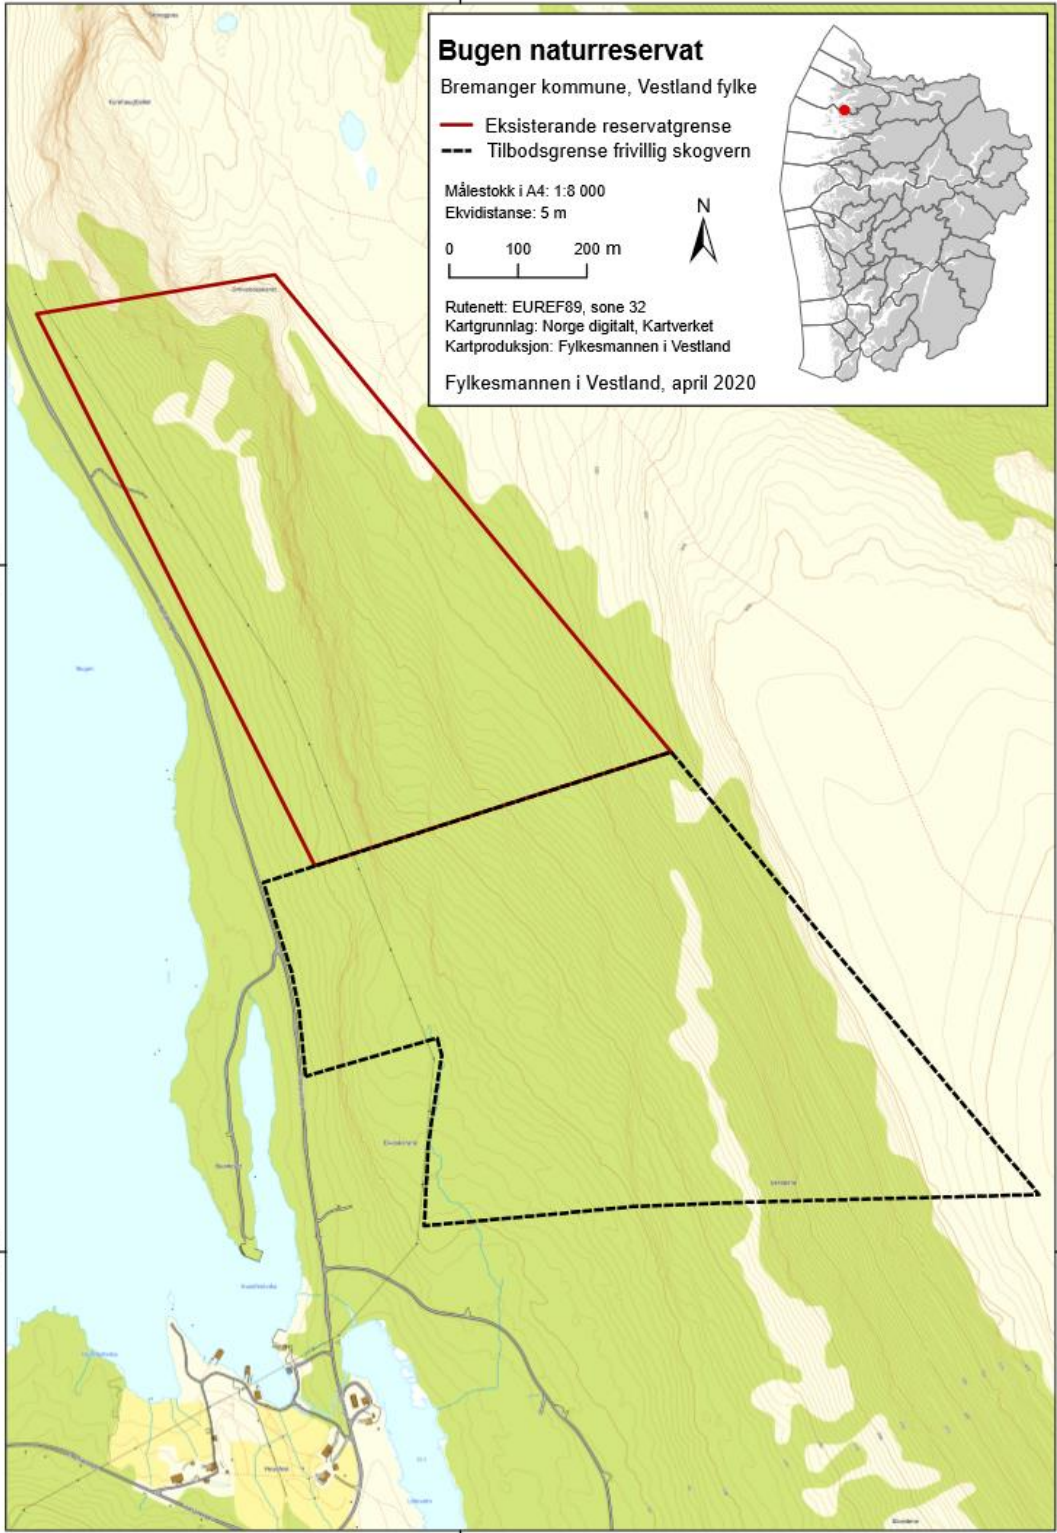 Bugen naturreservat
Bremanger kommune, Vestland fylke
Eksisterande reservatgrense
Tilbodsgrense frivillig skogvern
Målestokk i A4: 1:8 000
Ekvidistanse: 5 m
N
0 100 200 m
Rutenett: EUREF89, sone 32
Kartgrunnlag: Norge digitalt, Kartverket
Kartproduksjon: Fylkesmannen i Vestland
Fylkesmannen i Vestland, april 2020
Bugen